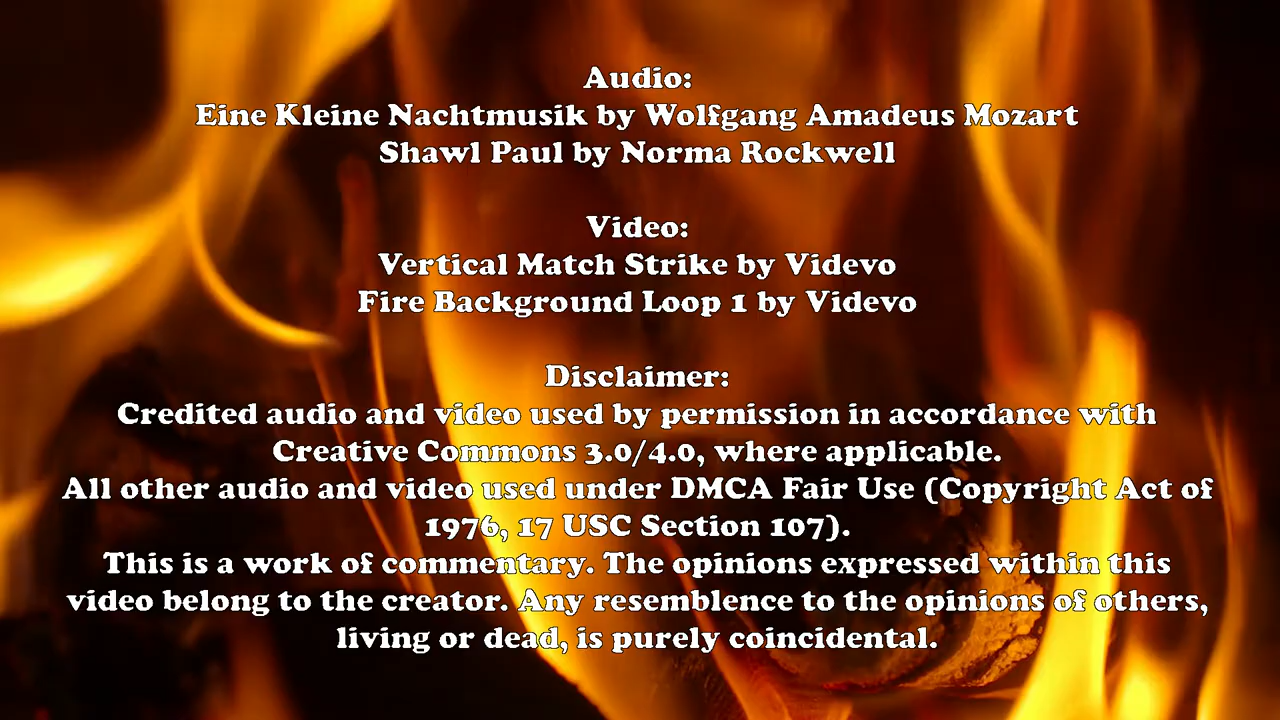 Audio:
Eine Kleine Nachtmusik by Wolfgang Amadeus Mozart
Shawl Paul by Norma Rockwell
Video:
Vertical Match Strike by Videvo
Fire Background Loop 1 by Videvo
Disclaimer:
Credited audio and video used by permission in accordance with
Creative Commons 3.0/4.0, where applicable.
All other audio and video used under DMCA Fair Use (Copyright Act of
1976, 17 USC Section 107).
This is a work of commentary. The opinions expressed within this
video belong to the creator. Any resemblence to the opinions of others,
living or dead, is purely coincidental.